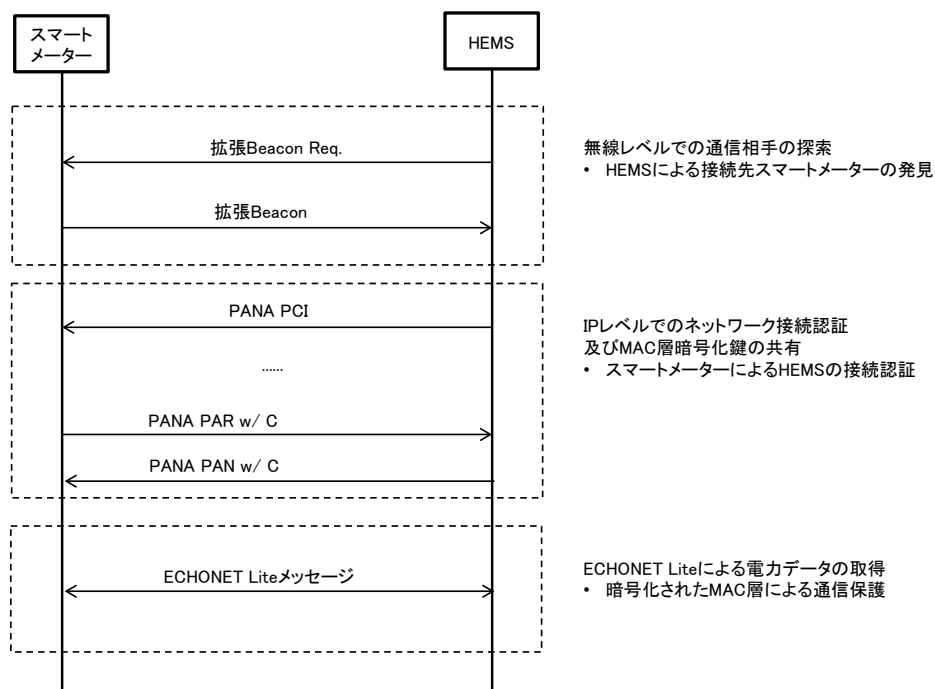 スマート
メーター
HEMS
拡張Beacon Req.
無線レベルでの通信相手の探索
• HEMSによる接続先スマートメーターの発見
拡張Beacon
PANA PCI
IPレベルでのネットワーク接続認証
及びMAC層暗号化鍵の共有
• スマートメーターによるHEMSの接続認証
......
PANA PAR w/ C
PANA PAN w/ C
ECHONET Liteメッセージ
ECHONET Liteによる電力データの取得
• 暗号化されたMAC層による通信保護